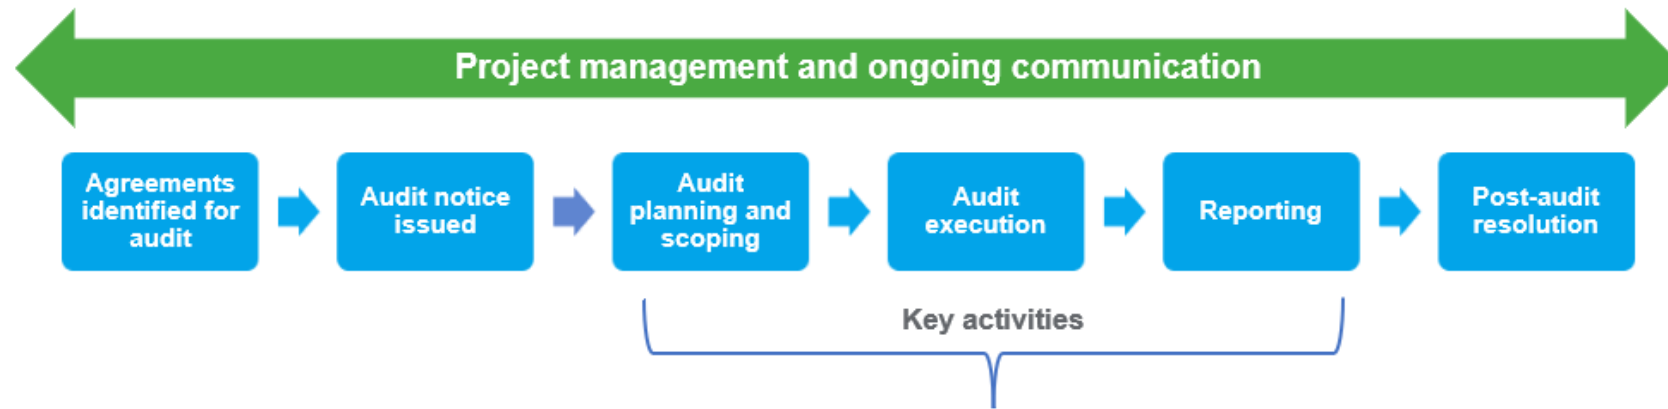 Project management and ongoing communication
Agreements
identified for
audit
Audit notice
issued
Audit
planning and
scoping
Audit
execution
Reporting
Post-audit
resolution
Key activities